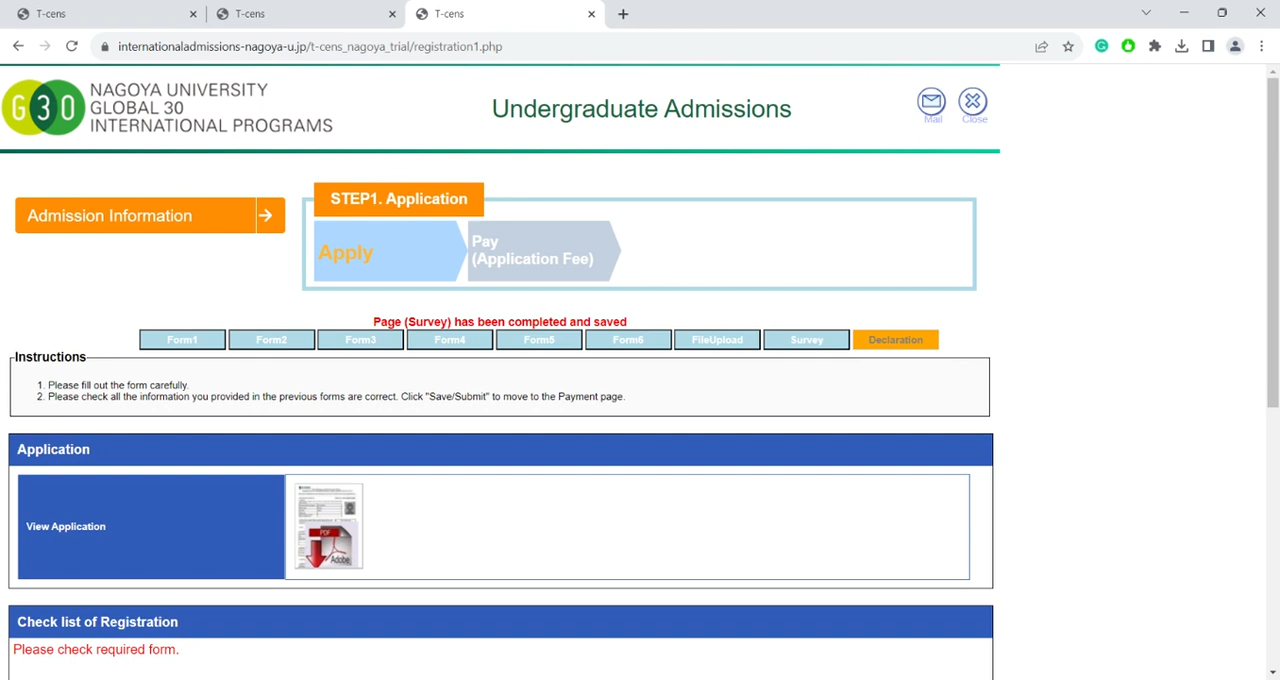 T-cens
T-cens
T-cens
internationaladmissions-nagoya-u.jp/t-cens_nagoya_trial/registration1.php
G30
NAGOYA UNIVERSITY
GLOBAL 30
INTERNATIONAL PROGRAMS
Undergraduate Admissions
Mail
Close
Admission Information
STEP1. Application
Apply
Pay
(Application Fee)
Page (Survey) has been completed and saved
Form1
Form2
Form3
Form4
Form5
Form6
FileUpload
Survey
Declaration
Instructions
1. Please fill out the form carefully.
2. Please check all the information you provided in the previous forms are correct. Click "Save/Submit" to move to the Payment page.
Application
View Application
PDF
Adobe
Check list of Registration
Please check required form.